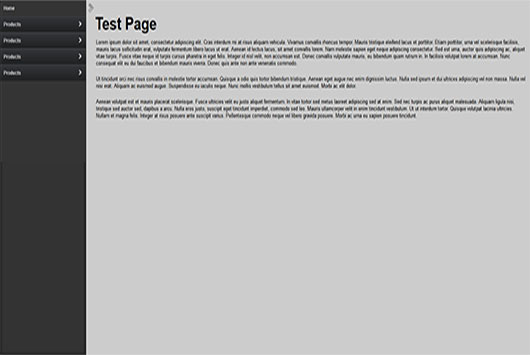 Home
Products
Products
Products
Products
Test Page
Lorem ipsum dolor sit amet, consectetur adipiscing elit. Cras interdum mi at risus aliquam vehicula. Vivamus convallis rhoncus tempor. Mauris tristique eleifend lacus et porttitor. Etiam porttitor, urna vel scelerisque facilisis,
mauris lacus sollicitudin erat, vulputate fermentum libero lacus ut erat. Aenean id lectus lacus, sit amet convallis lorem. Nam molestie sapien eget neque adipiscing consectetur. Sed est urna, auctor quis adipiscing ac, aliquet
vitae turpis. Fusce vitae neque id turpis cursus pharetra in eget felis. Integer id nisl velit, non accumsan est. Donec convallis vulputate mauris, eu bibendum quam rutrum in. In facilisis volutpat lorem at accumsan. Nunc
consequat elit eu dui faucibus et bibendum mauris viverra. Donec quis ante non ante venenatis commodo.
Ut tincidunt orci nec risus convallis in molestie tortor accumsan. Quisque a odio quis tortor bibendum tristique. Aenean eget augue nec enim dignissim luctus. Nulla sed ipsum et dui ultrices adipiscing vel non massa. Nulla vel
nisi erat. Aliquam ac euismod augue. Suspendisse eu iaculis neque. Nunc mollis vestibulum tellus sit amet euismod. Morbi ac elit dolor.
Aenean volutpat est et mauris placerat scelerisque. Fusce ultricies velit eu justo aliquet fermentum. In vitae tortor sed metus laoreet adipiscing sed at enim. Sed nec turpis ac purus aliquet malesuada. Aliquam ligula nisi,
tristique sed auctor sed, dapibus a arcu. Nulla eros justo, suscipit eget tincidunt imperdiet, commodo sed leo. Mauris ullamcorper velit in enim tincidunt vestibulum. Ut ut interdum tortor. Quisque volutpat lacinia ultricies.
Nullam et magna felis. Integer at risus posuere ante suscipit varius. Pellentesque commodo neque vel libero gravida posuere. Morbi ac urna eu sapien posuere tincidunt.